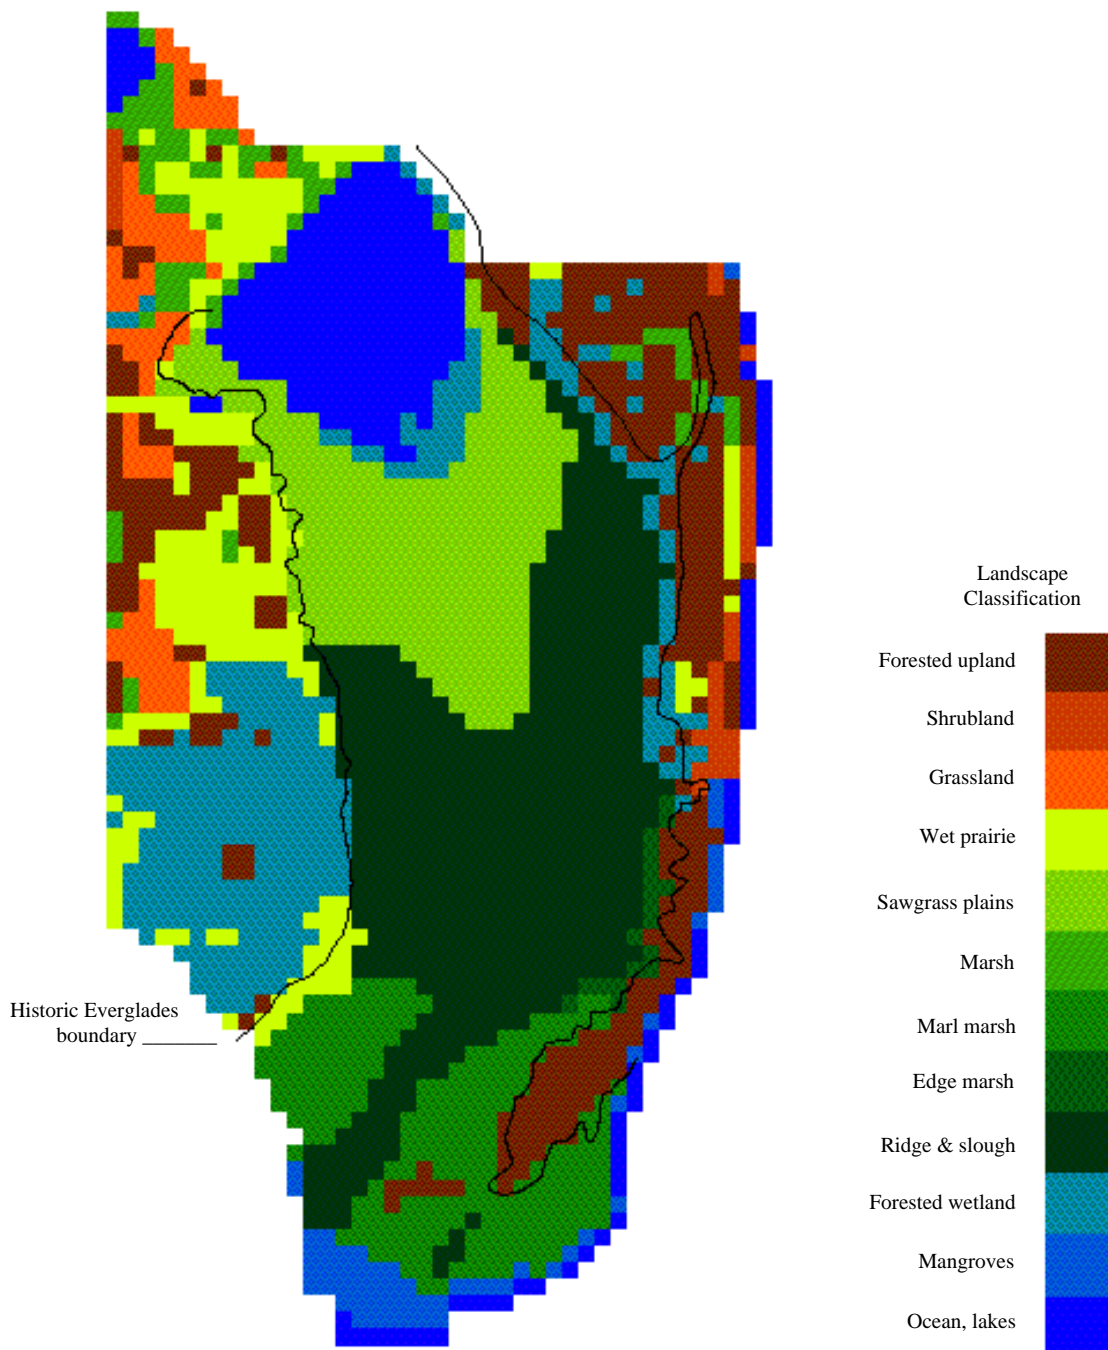 Landscape
Classification
Forested upland
Shrubland
Grassland
Wet prairie
Sawgrass plains
Marsh
Marl marsh
Edge marsh
Ridge & slough
Forested wetland
Mangroves
Ocean, lakes
Historic Everglades
boundary _______